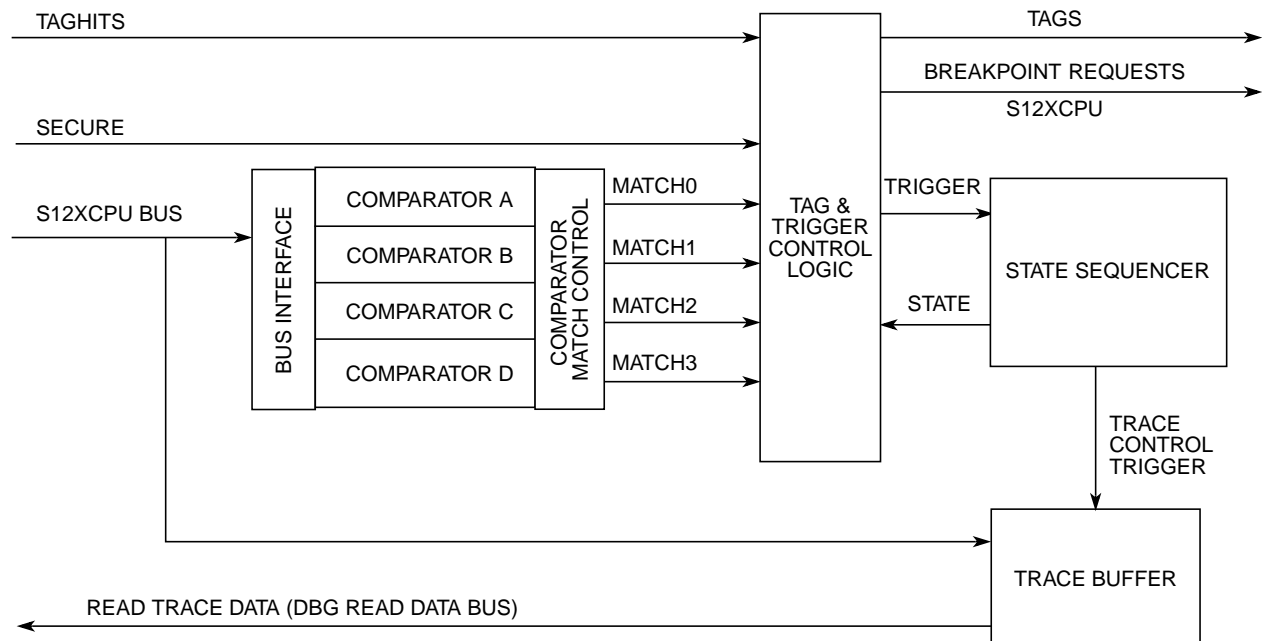 TAGHITS
TAGS
BREAKPOINT REQUESTS
S12XCPU
SECURE
S12XCPU BUS
BUS INTERFACE
COMPARATOR A
COMPARATOR B
COMPARATOR C
COMPARATOR D
COMPARATOR
MATCH CONTROL
MATCH0
MATCH1
MATCH2
MATCH3
TAG &
TRIGGER
CONTROL
LOGIC
TRIGGER
STATE
STATE SEQUENCER
TRACE
CONTROL
TRIGGER
TRACE BUFFER
READ TRACE DATA (DBG READ DATA BUS)